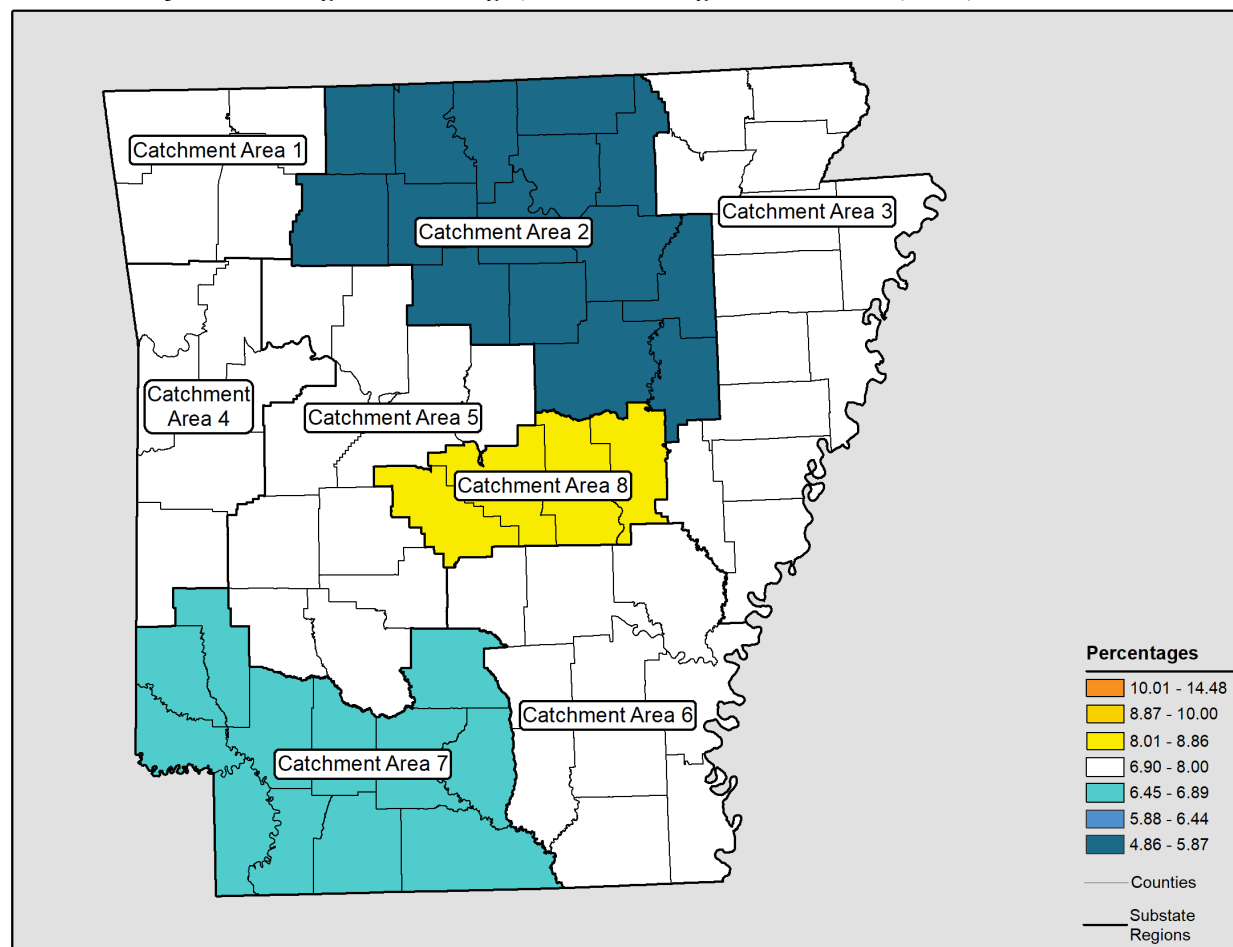 Catchment Area 1
Catchment Area 3
Catchment Area 2
Catchment
Area 4
Catchment Area 5
Catchment Area 8
Catchment Area 6
Catchment Area 7
Percentages
10.01 - 14.48
8.87 - 10.00
8.01 - 8.86
6.90 - 8.00
6.45 - 6.89
5.88 - 6.44
4.86 - 5.87
Counties
Substate
Regions